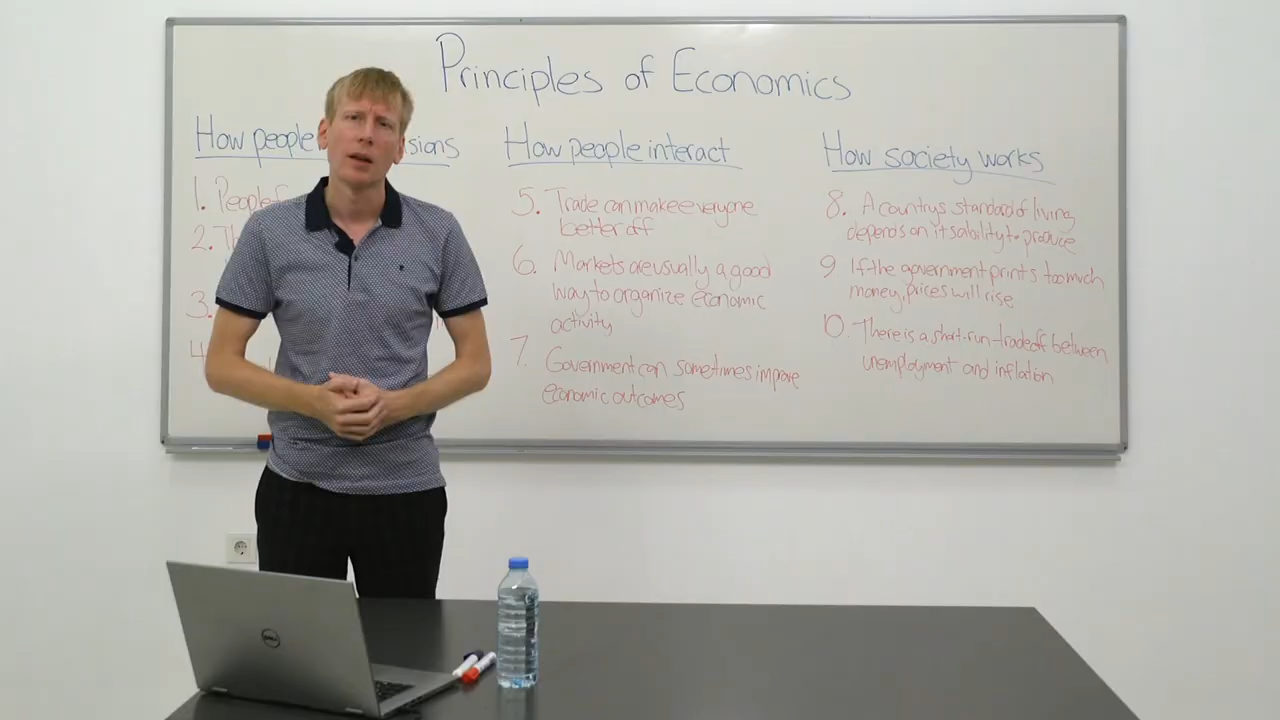 Principles of Economics
How people sions
1. People f
2. Th
3.
4
How people interact
5. Trade can make everyone
better off
6. Markets are usually a good
way to organize economic
activity
7. Government can sometimes improve
economic outcomes
How society works
8. A countrys standard of living
depends on its ability to produce
9 If the government prints too much
money, prices will rise
10. There is a short-run-tradeoff between
unemployment and inflation
DELL